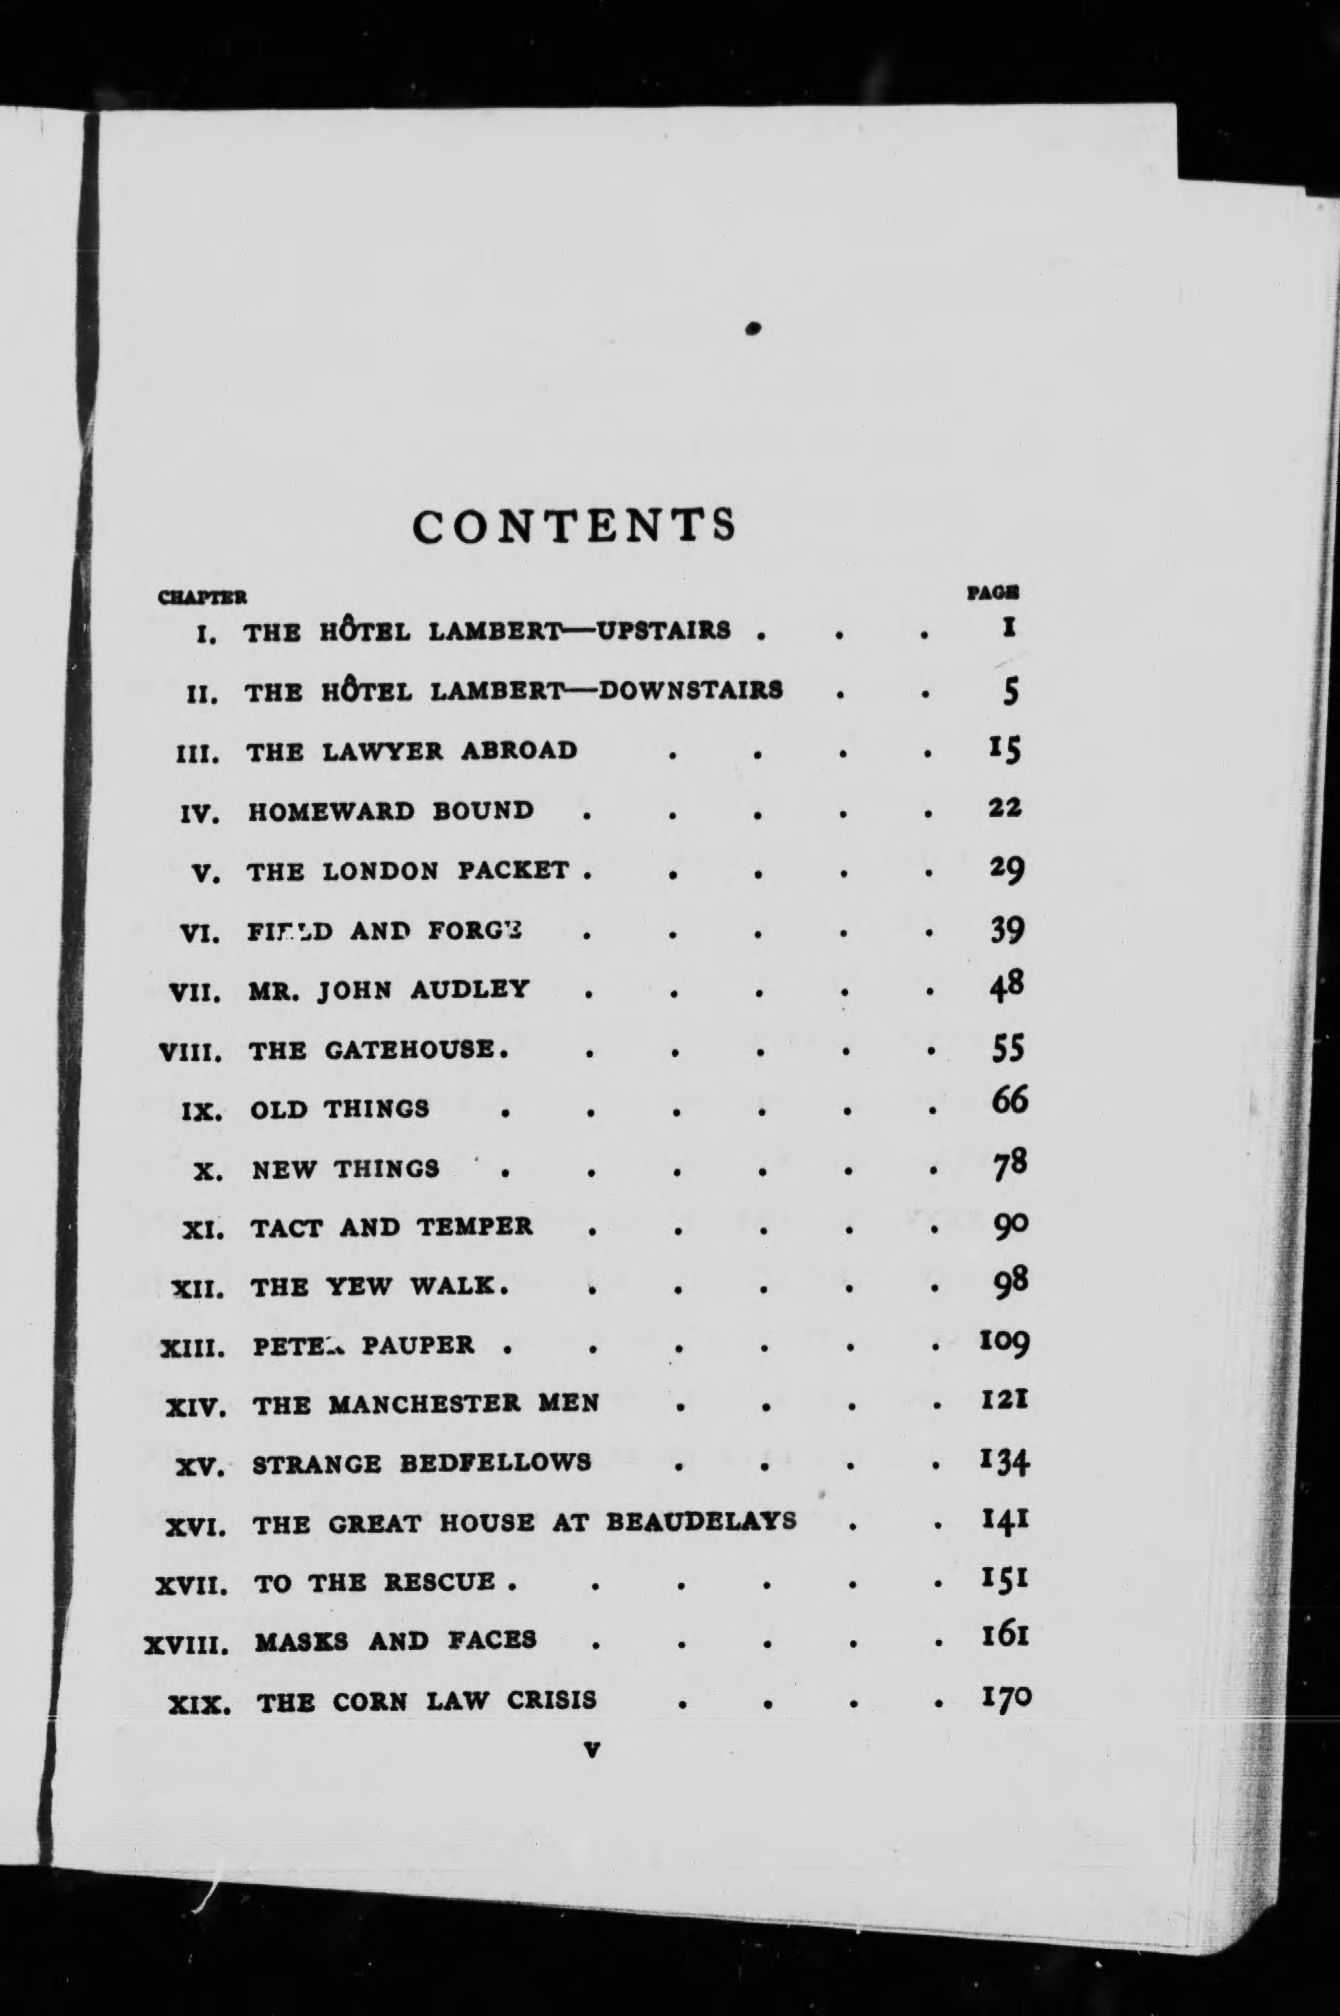 CONTENTS
CHAPTER PAGE
I. THE HÔTEL LAMBERT—UPSTAIRS . . . 1
II. THE HÔTEL LAMBERT—DOWNSTAIRS . . 5
III. THE LAWYER ABROAD . . . . 15
IV. HOMEWARD BOUND . . . . . 22
V. THE LONDON PACKET . . . . . 29
VI. FIELD AND FORGE . . . . . 39
VII. MR. JOHN AUDLEY . . . . . 48
VIII. THE GATEHOUSE . . . . . . 55
IX. OLD THINGS . . . . . . 66
X. NEW THINGS . . . . . . 78
XI. TACT AND TEMPER . . . . . 90
XII. THE YEW WALK . . . . . . 98
XIII. PETER PAUPER . . . . . . 109
XIV. THE MANCHESTER MEN . . . . 121
XV. STRANGE BEDFELLOWS . . . . 134
XVI. THE GREAT HOUSE AT BEAUDELAYS . . 141
XVII. TO THE RESCUE . . . . . . 151
XVIII. MASKS AND FACES . . . . . 161
XIX. THE CORN LAW CRISIS . . . . 170
v